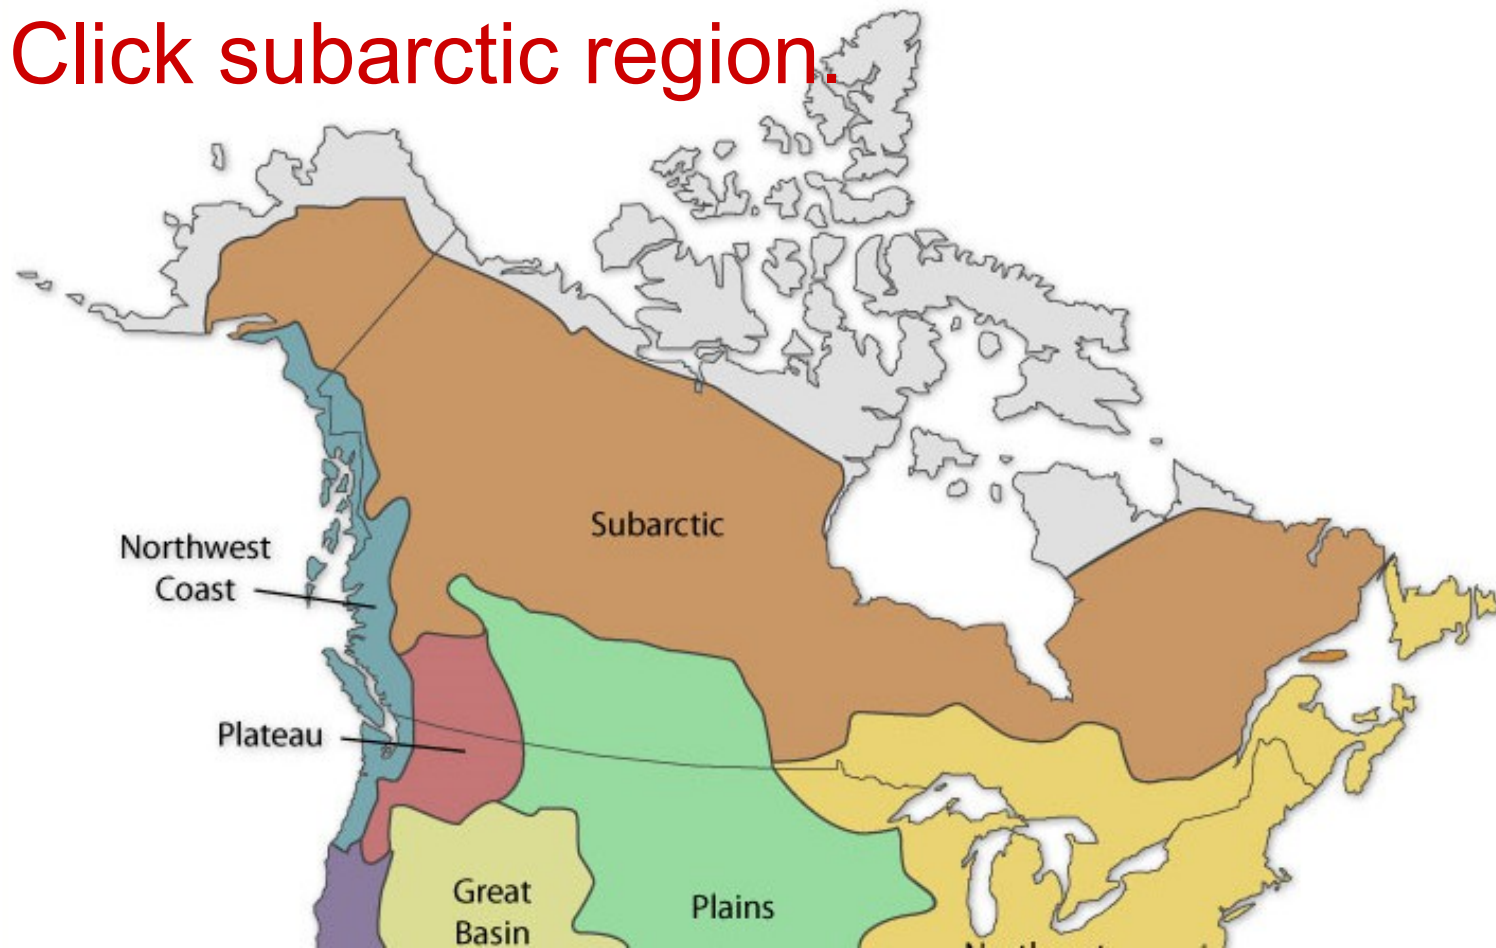 Click subarctic region.
Subarctic
Northwest
Coast
Plateau
Great
Basin
Plains